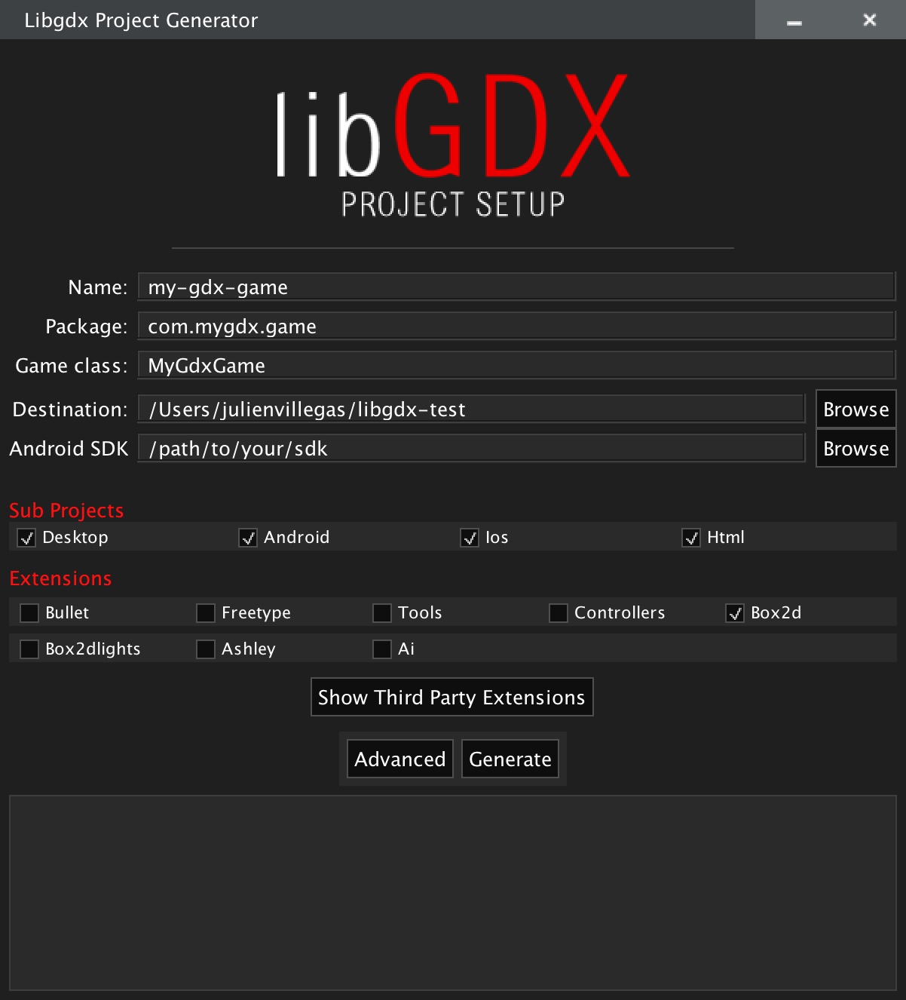 Libgdx Project Generator
libGDX
PROJECT SETUP
Name: my-gdx-game
Package: com.mygdx.game
Game class: MyGdxGame
Destination: /Users/julienvillegas/libgdx-test Browse
Android SDK /path/to/your/sdk Browse
Sub Projects
Desktop Android Ios Html
Extensions
Bullet Freetype Tools Controllers Box2d
Box2dlights Ashley Ai
Show Third Party Extensions
Advanced Generate